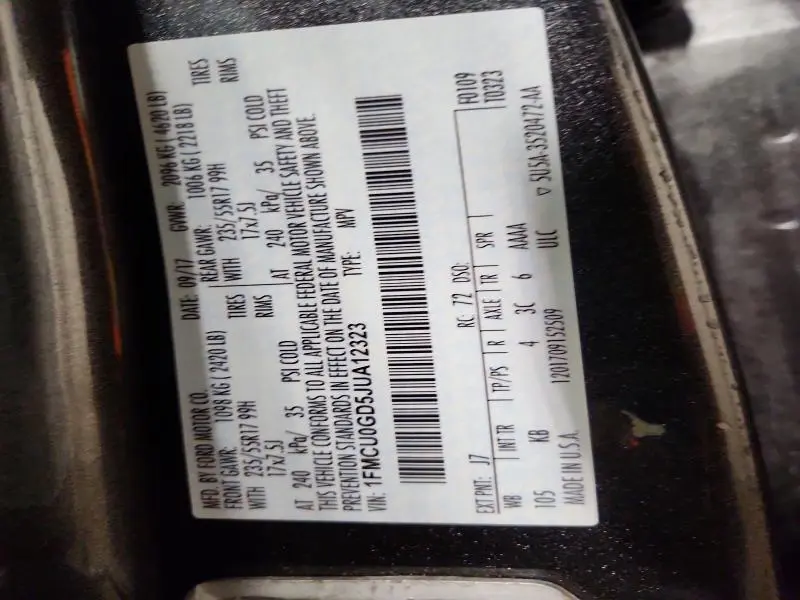 MFD. BY FORD MOTOR CO.
DATE: 09/17 GVWR: 2096 KG ( 4620 LB)
FRONT GAWR: 1098 KG ( 2420 LB) REAR GAWR: 1006 KG ( 2218 LB)
WITH 235/55R17 99H TIRES WITH 235/55R17 99H TIRES
17x7.5J RIMS 17x7.5J RIMS
AT 240 kPa/ 35 PSI COLD AT 240 kPa/ 35 PSI COLD
THIS VEHICLE CONFORMS TO ALL APPLICABLE FEDERAL MOTOR VEHICLE SAFETY AND THEFT
PREVENTION STANDARDS IN EFFECT ON THE DATE OF MANUFACTURE SHOWN ABOVE.
VIN: 1FMCU0GD5JUA12323 TYPE: MPV
EXT PNT: J7 RC: 72 DSO: F0109
WB INT TR TP/PS R AXLE TR SPR T0323
105 KB 4 3C 6 AAAA
MADE IN U.S.A. 1201709152509 ULC ▽ 5U5A-3520472-AA